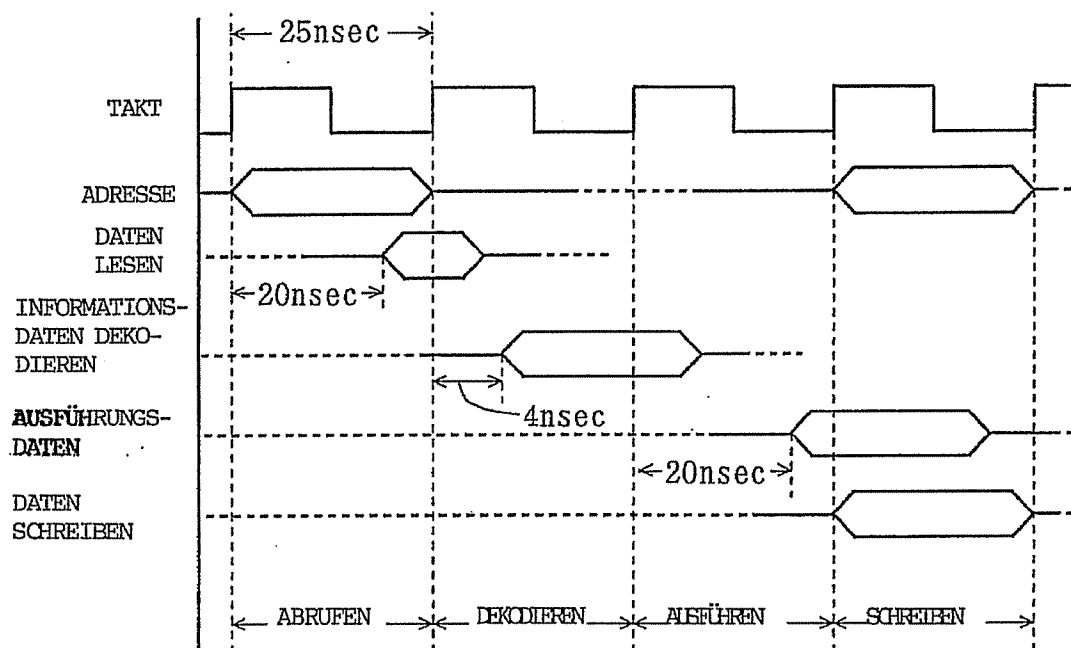 25nsec
TAKT
ADRESSE
DATEN
LESEN
20nsec
INFORMATIONS-
DATEN DEKO-
DIEREN
4nsec
AUSFÜHRUNGS-
DATEN
20nsec
DATEN
SCHREIBEN
ABRUFEN DEKODIEREN AUSFÜHREN SCHREIBEN